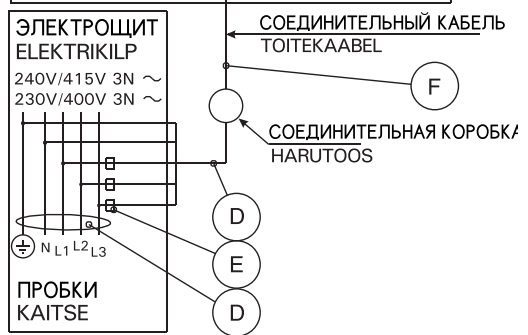 ЭЛЕКТРОЩИТ
ELEKTRIKILP
240V/415V 3N ~
230V/400V 3N ~
СОЕДИНИТЕЛЬНЫЙ КАБЕЛЬ
TOITEKAABEL
F
СОЕДИНИТЕЛЬНАЯ КОРОБКА
HARUTOOS
D
E
D
N L1 L2 L3
ПРОБКИ
KAITSE